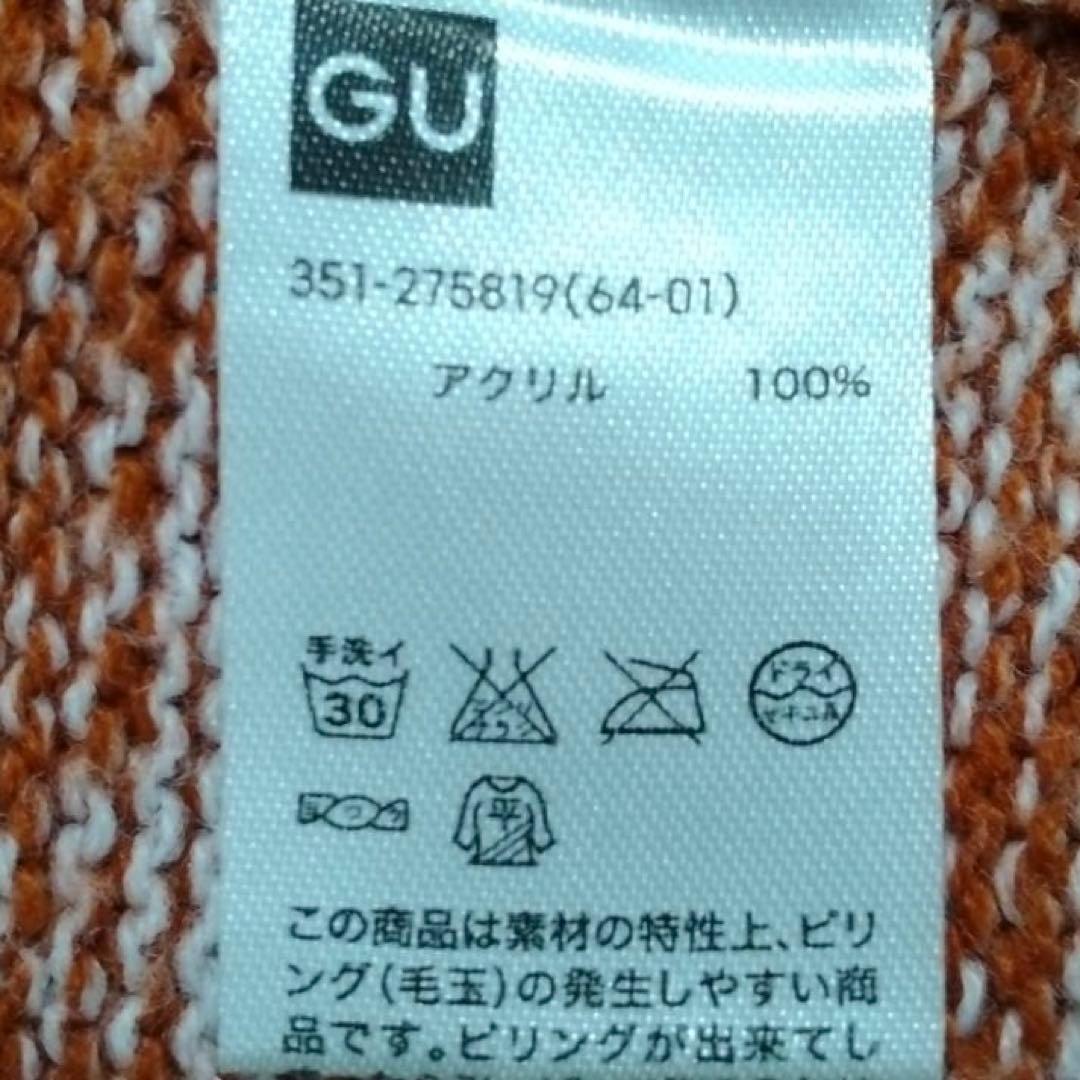 GU
351-275819(64-01)
アクリル 100%
手洗イ
30
ドライ
セキユ系
平
この商品は素材の特性上、ピリ
ング(毛玉)の発生しやすい商
品です。ピリングが出来てし